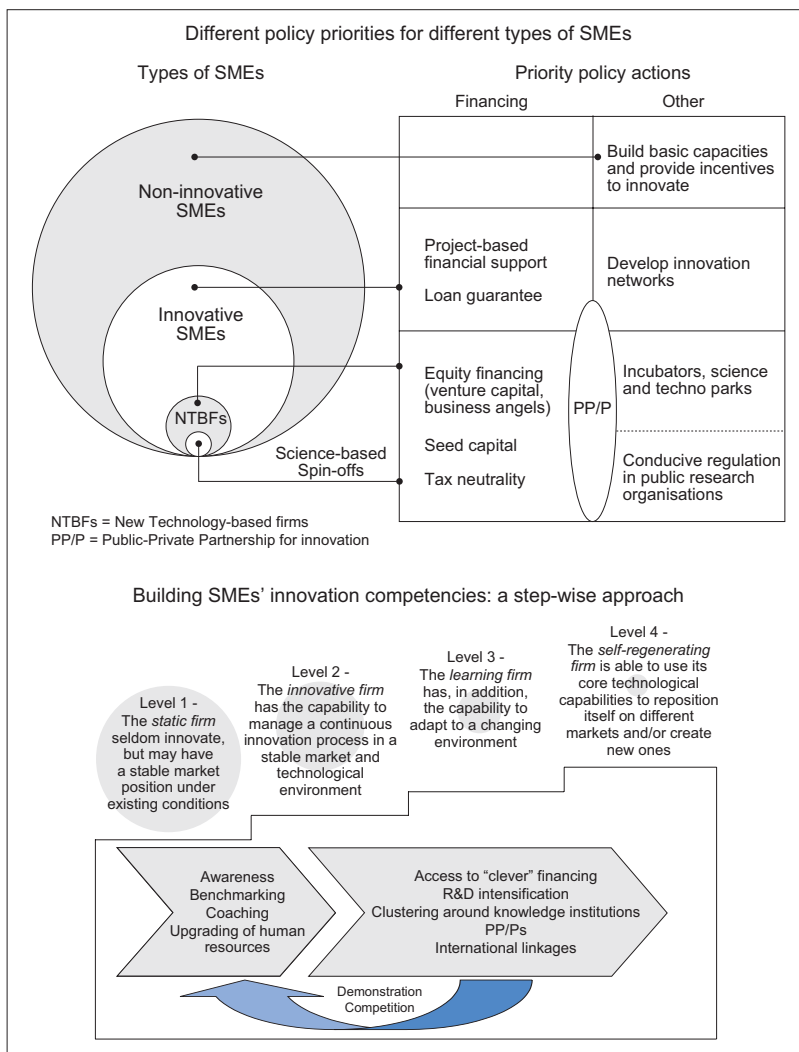 Different policy priorities for different types of SMEs
Types of SMEs
Priority policy actions
Financing
Other
Non-innovative
SMEs
Innovative
SMEs
NTBFs
Science-based
Spin-offs
Build basic capacities
and provide incentives
to innovate
Project-based
financial support
Loan guarantee
Develop innovation
networks
Equity financing
(venture capital,
business angels)
Seed capital
Tax neutrality
PP/P
Incubators, science
and techno parks
Conducive regulation
in public research
organisations
NTBFs = New Technology-based firms
PP/P = Public-Private Partnership for innovation
Building SMEs' innovation competencies: a step-wise approach
Level 1 -
The static firm
seldom innovate,
but may have
a stable market
position under
existing conditions
Level 2 -
The innovative firm
has the capability to
manage a continuous
innovation process in a
stable market and
technological
environment
Level 3 -
The learning firm
has, in addition,
the capability to
adapt to a changing
environment
Level 4 -
The self-regenerating
firm is able to use its
core technological
capabilities to reposition
itself on different
markets and/or create
new ones
Awareness
Benchmarking
Coaching
Upgrading of human
resources
Access to "clever" financing
R&D intensification
Clustering around knowledge institutions
PP/Ps
International linkages
Demonstration
Competition